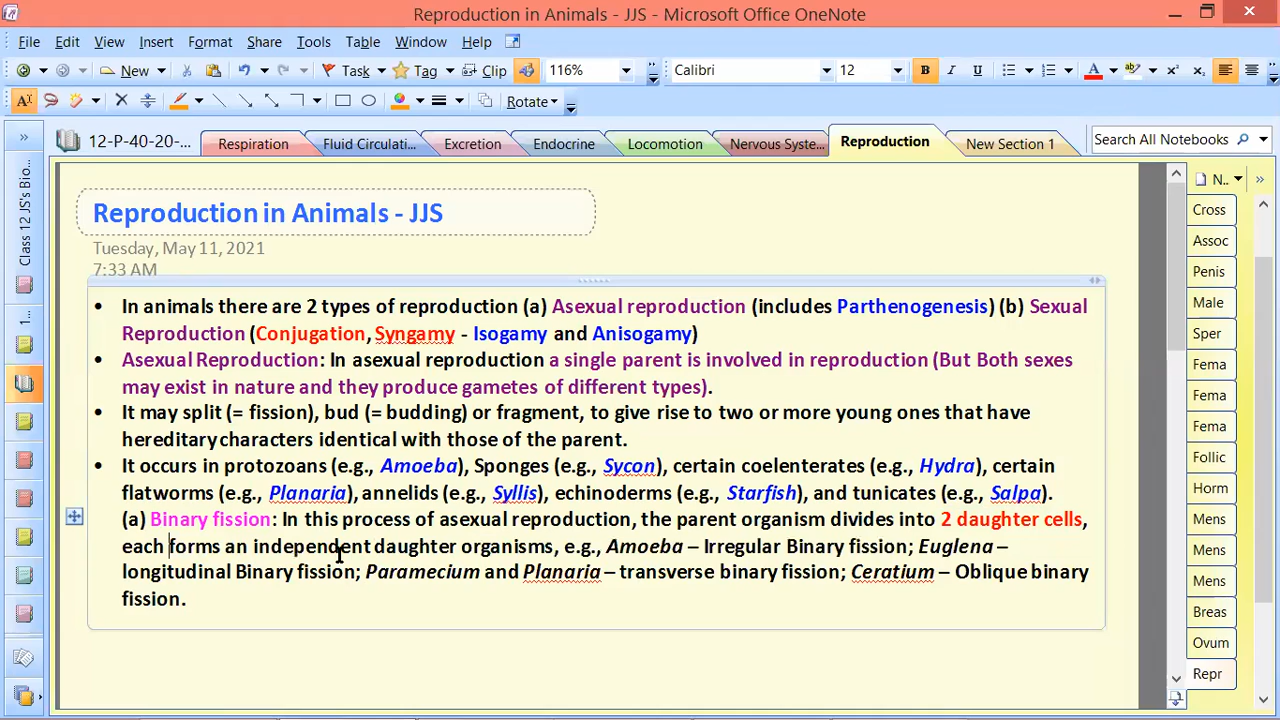 Reproduction in Animals - JJS - Microsoft Office OneNote
File Edit View Insert Format Share Tools Table Window Help
New Task Tag Clip 116% Calibri 12 B I U A
Rotate
12-P-40-20-... Respiration Fluid Circulati... Excretion Endocrine Locomotion Nervous Syste... Reproduction New Section 1 Search All Notebooks
Class 12 JS's Bio...
1...
Reproduction in Animals - JJS
Tuesday, May 11, 2021
7:33 AM
• In animals there are 2 types of reproduction (a) Asexual reproduction (includes Parthenogenesis) (b) Sexual
Reproduction (Conjugation, Syngamy - Isogamy and Anisogamy)
• Asexual Reproduction: In asexual reproduction a single parent is involved in reproduction (But Both sexes
may exist in nature and they produce gametes of different types).
• It may split (= fission), bud (= budding) or fragment, to give rise to two or more young ones that have
hereditary characters identical with those of the parent.
• It occurs in protozoans (e.g., Amoeba), Sponges (e.g., Sycon), certain coelenterates (e.g., Hydra), certain
flatworms (e.g., Planaria), annelids (e.g., Syllis), echinoderms (e.g., Starfish), and tunicates (e.g., Salpa).
(a) Binary fission: In this process of asexual reproduction, the parent organism divides into 2 daughter cells,
each forms an independent daughter organisms, e.g., Amoeba – Irregular Binary fission; Euglena –
longitudinal Binary fission; Paramecium and Planaria – transverse binary fission; Ceratium – Oblique binary
fission.
N..
Cross
Assoc
Penis
Male
Sper
Fema
Fema
Fema
Follic
Horm
Mens
Mens
Mens
Breas
Ovum
Repr